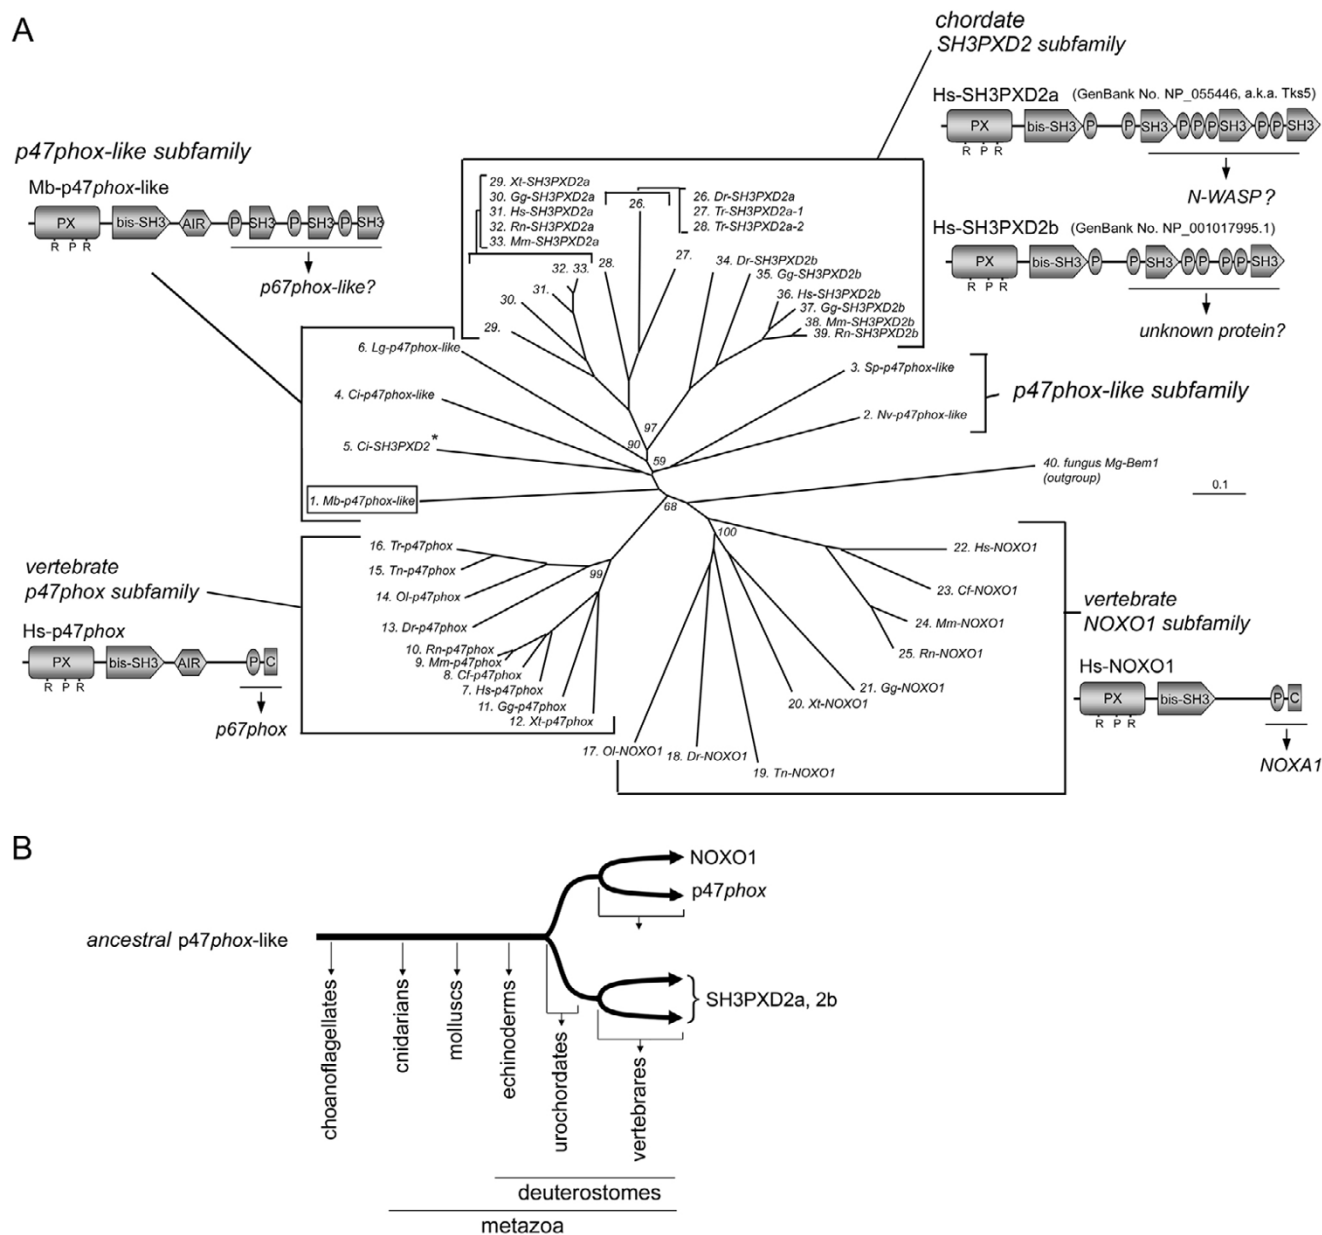 A
chordate
SH3PXD2 subfamily
Hs-SH3PXD2a (GenBank No. NP_055446, a.k.a. Tks5)
PX bis-SH3 P P SH3 P P P SH3 P P SH3
R P R
N-WASP?
Hs-SH3PXD2b (GenBank No. NP_001017995.1)
PX bis-SH3 P P SH3 P P P P SH3
R P R
unknown protein?
p47phox-like subfamily
Mb-p47phox-like
PX bis-SH3 AIR P SH3 P SH3 P SH3
R P R
p67phox-like?
29. Xt-SH3PXD2a
30. Gg-SH3PXD2a
31. Hs-SH3PXD2a
32. Rn-SH3PXD2a
33. Mm-SH3PXD2a
26.
26. Dr-SH3PXD2a
27. Tr-SH3PXD2a-1
28. Tr-SH3PXD2a-2
29.
30.
31.
32.
33.
28.
27.
34. Dr-SH3PXD2b
35. Gg-SH3PXD2b
36. Hs-SH3PXD2b
37. Gg-SH3PXD2b
38. Mm-SH3PXD2b
39. Rn-SH3PXD2b
6. Lg-p47phox-like
4. Ci-p47phox-like
5. Ci-SH3PXD2*
1. Mb-p47phox-like
97
90
59
68
3. Sp-p47phox-like
2. Nv-p47phox-like
p47phox-like subfamily
40. fungus Mg-Bem1
(outgroup)
0.1
vertebrate
p47phox subfamily
Hs-p47phox
PX bis-SH3 AIR P C
R P R
p67phox
16. Tr-p47phox
15. Tn-p47phox
14. Ol-p47phox
13. Dr-p47phox
10. Rn-p47phox
9. Mm-p47phox
8. Cf-p47phox
7. Hs-p47phox
11. Gg-p47phox
12. Xt-p47phox
99
100
22. Hs-NOXO1
23. Cf-NOXO1
24. Mm-NOXO1
25. Rn-NOXO1
21. Gg-NOXO1
20. Xt-NOXO1
17. Ol-NOXO1
18. Dr-NOXO1
19. Tn-NOXO1
vertebrate
NOXO1 subfamily
Hs-NOXO1
PX bis-SH3 P C
R P R
NOXA1
B
ancestral p47phox-like
NOXO1
p47phox
SH3PXD2a, 2b
choanoflagellates
cnidarians
molluscs
echinoderms
urochordates
vertebrares
deuterostomes
metazoa